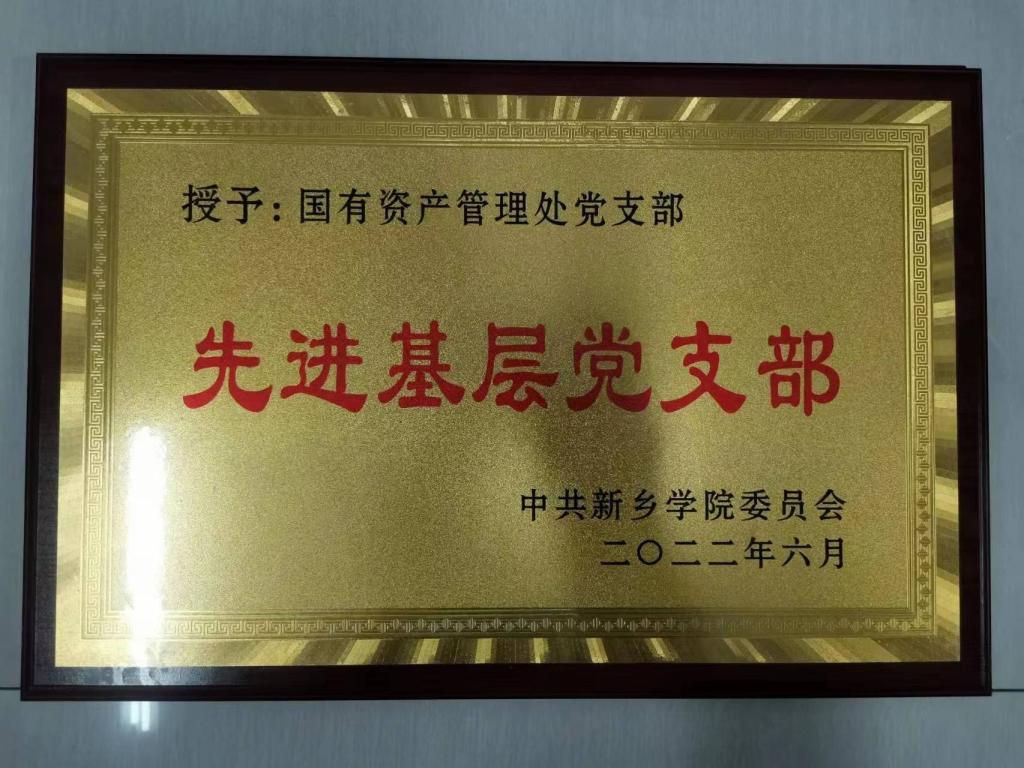 授予:国有资产管理处党支部
先进基层党支部
中共新乡学院委员会
二〇二二年六月